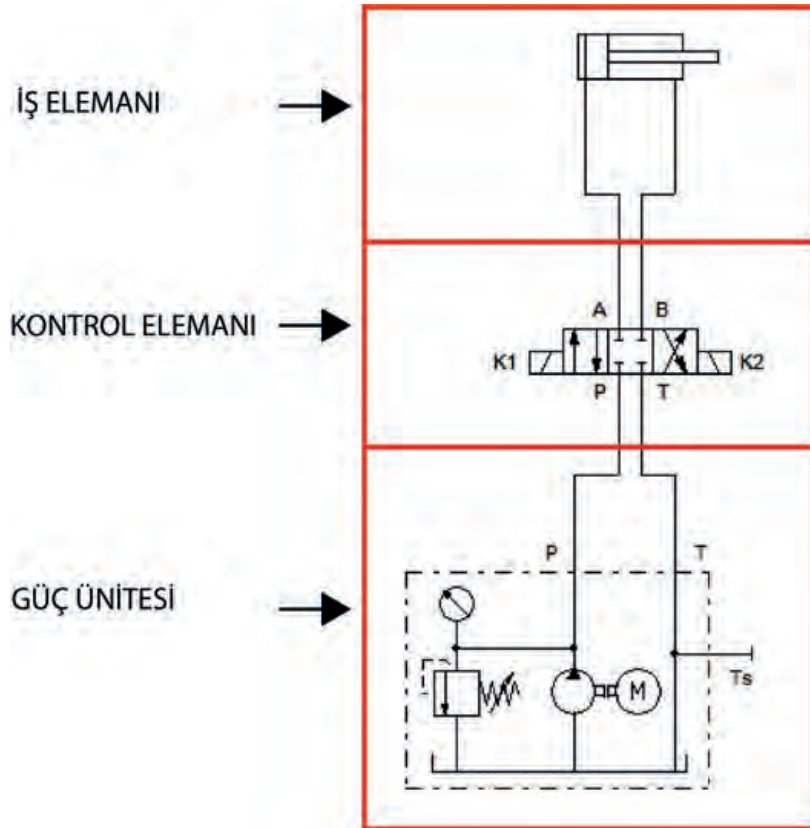 İŞ ELEMANI
A B
KONTROL ELEMANI
K1 K2
P T
P T
GÜÇ ÜNİTESİ
Ts
M